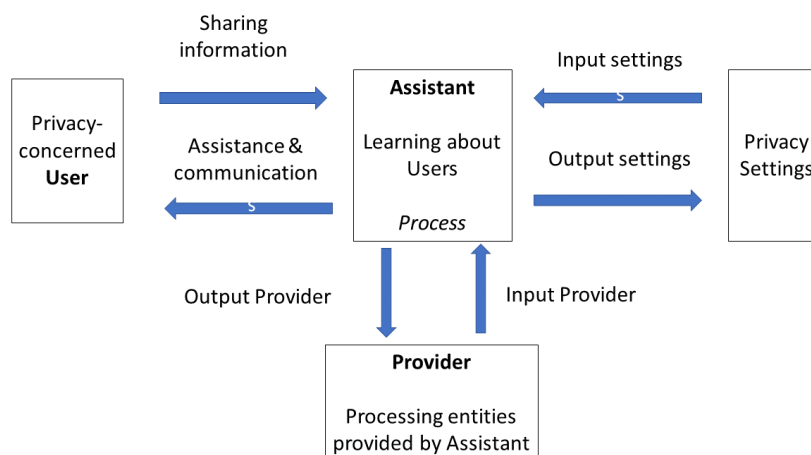 Sharing
information
Privacy-
concerned
User
Assistance &
communication
S
Assistant
Learning about
Users
Process
Input settings
S
Output settings
Privacy
Settings
Output Provider
Input Provider
Provider
Processing entities
provided by Assistant